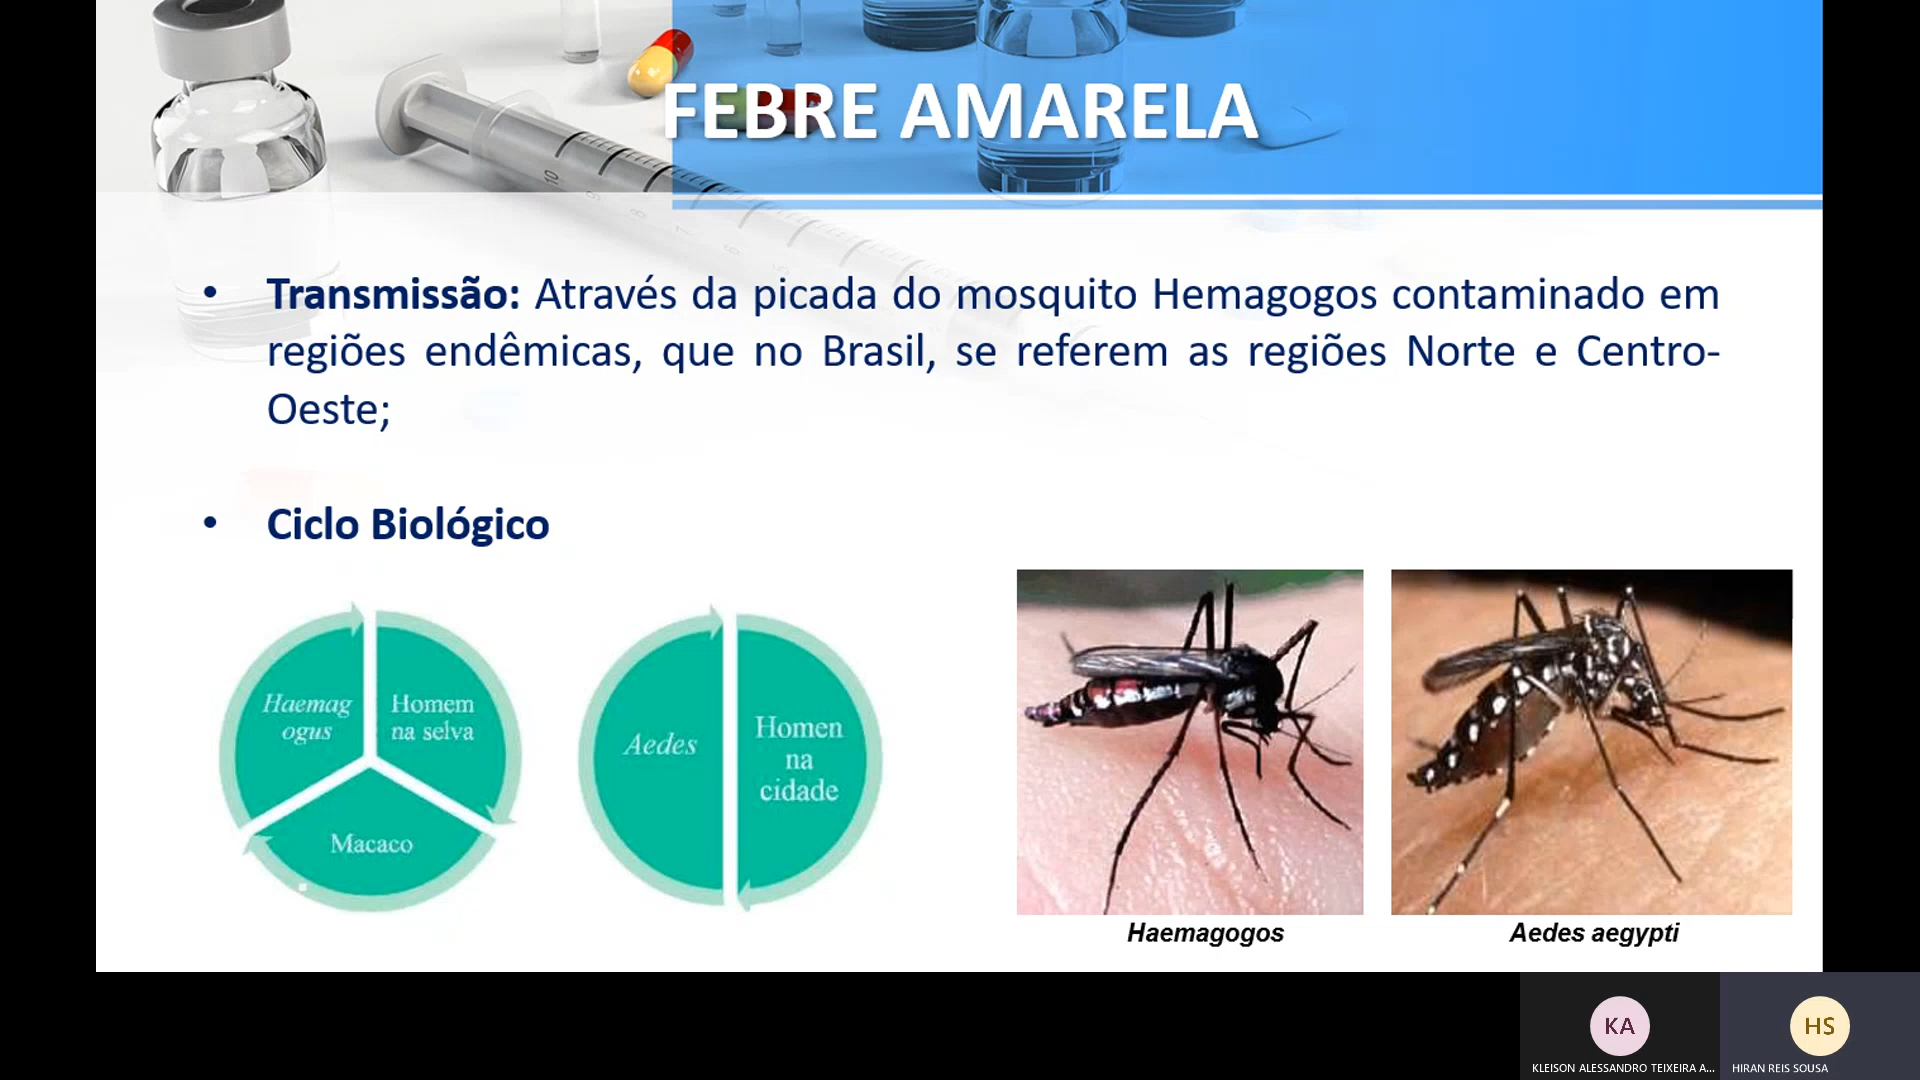 FEBRE AMARELA
• Transmissão: Através da picada do mosquito Hemagogos contaminado em
regiões endêmicas, que no Brasil, se referem as regiões Norte e Centro-
Oeste;
• Ciclo Biológico
Haemag
ogus
Homem
na selva
Macaco
Aedes
Homen
na
cidade
Haemagogos
Aedes aegypti
KA
KLEISON ALESSANDRO TEIXEIRA A...
HS
HIRAN REIS SOUSA